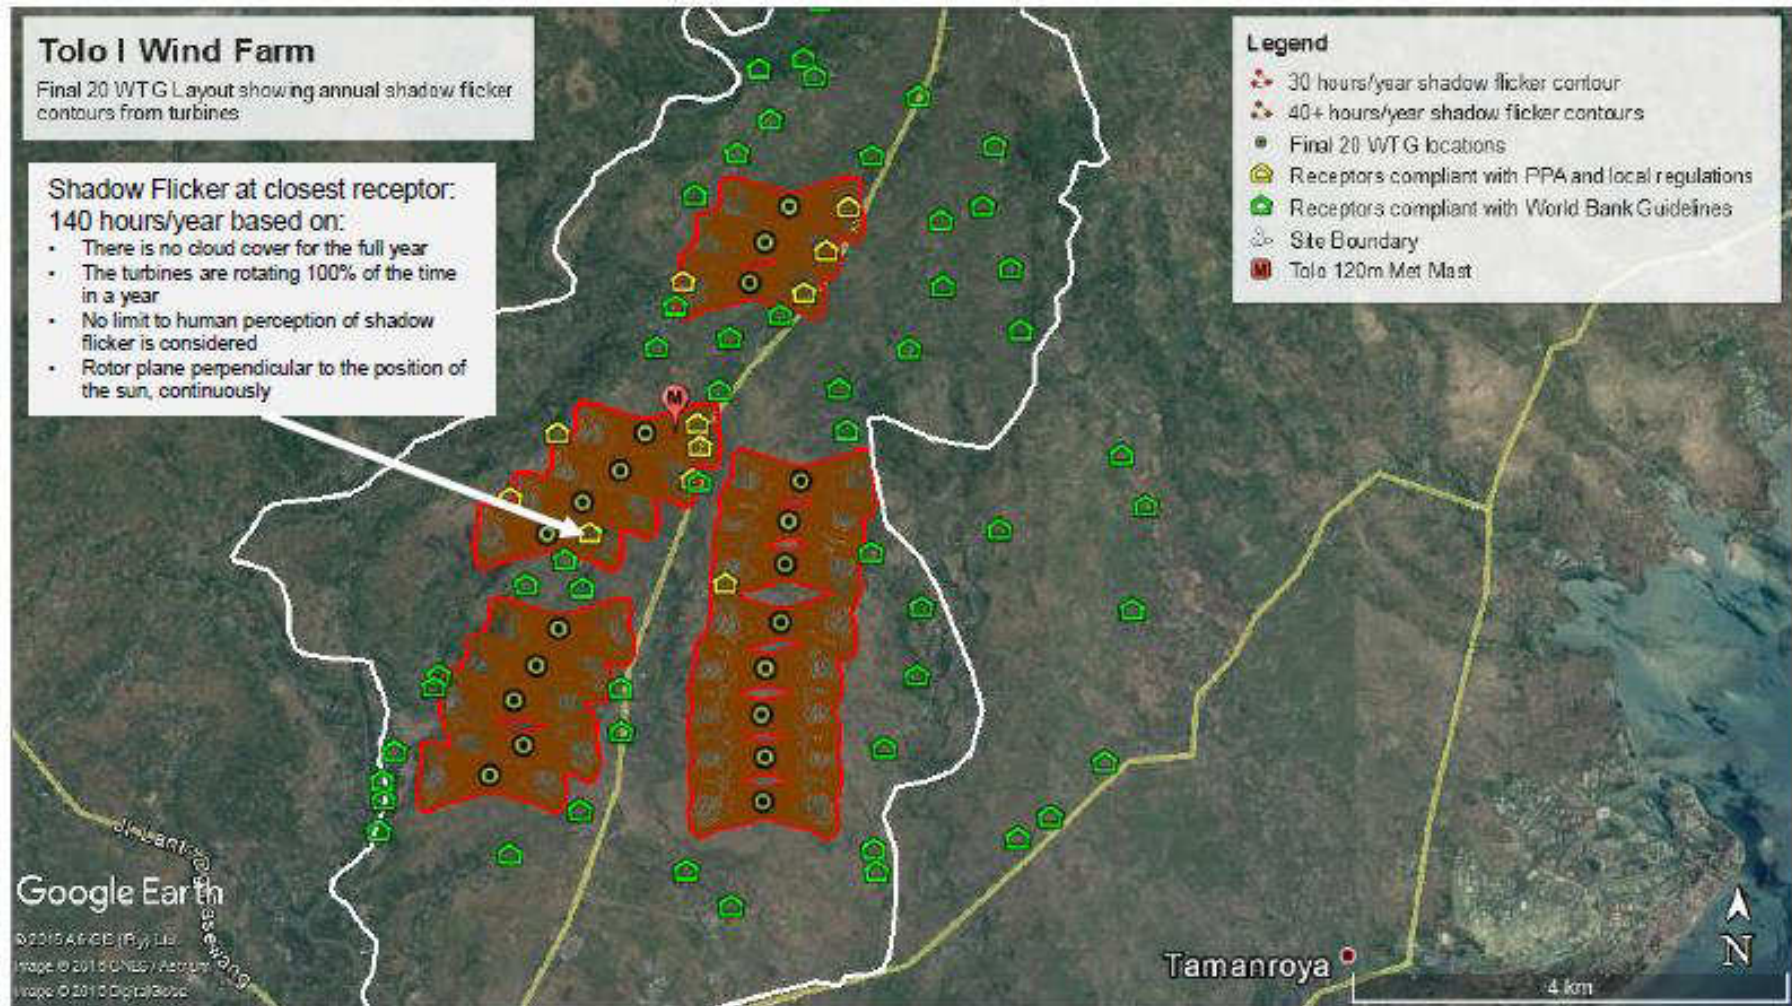 Tolo I Wind Farm
Final 20 WTG Layout showing annual shadow flicker
contours from turbines
Shadow Flicker at closest receptor:
140 hours/year based on:
• There is no cloud cover for the full year
• The turbines are rotating 100% of the time
in a year
• No limit to human perception of shadow
flicker is considered
• Rotor plane perpendicular to the position of
the sun, continuously
Legend
30 hours/year shadow flicker contour
40+ hours/year shadow flicker contours
Final 20 WTG locations
Receptors compliant with PPA and local regulations
Receptors compliant with World Bank Guidelines
Site Boundary
M Tolo 120m Met Mast
M
Google Earth
Image © 2016 DigitalGlobe
Tamanroya
N
4 km